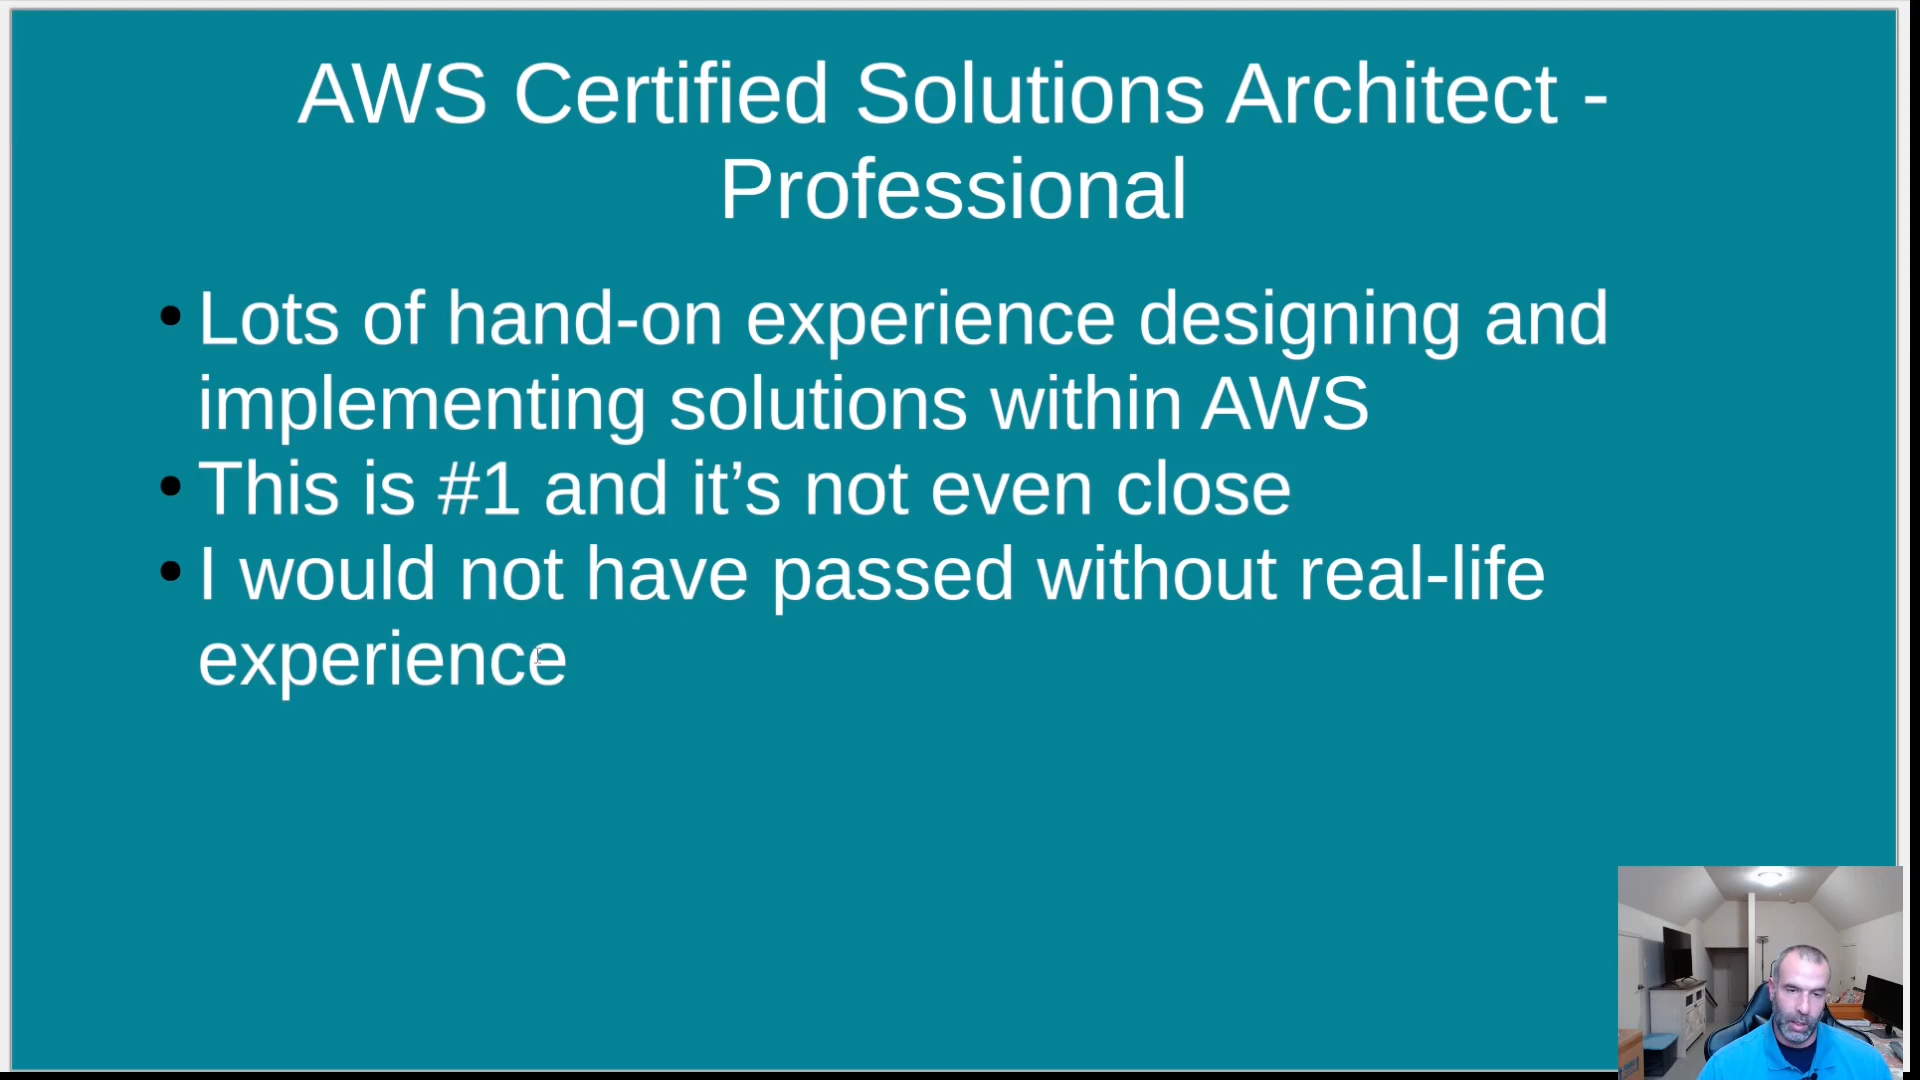 AWS Certified Solutions Architect -
Professional
• Lots of hand-on experience designing and
implementing solutions within AWS
• This is #1 and it’s not even close
• I would not have passed without real-life
experience